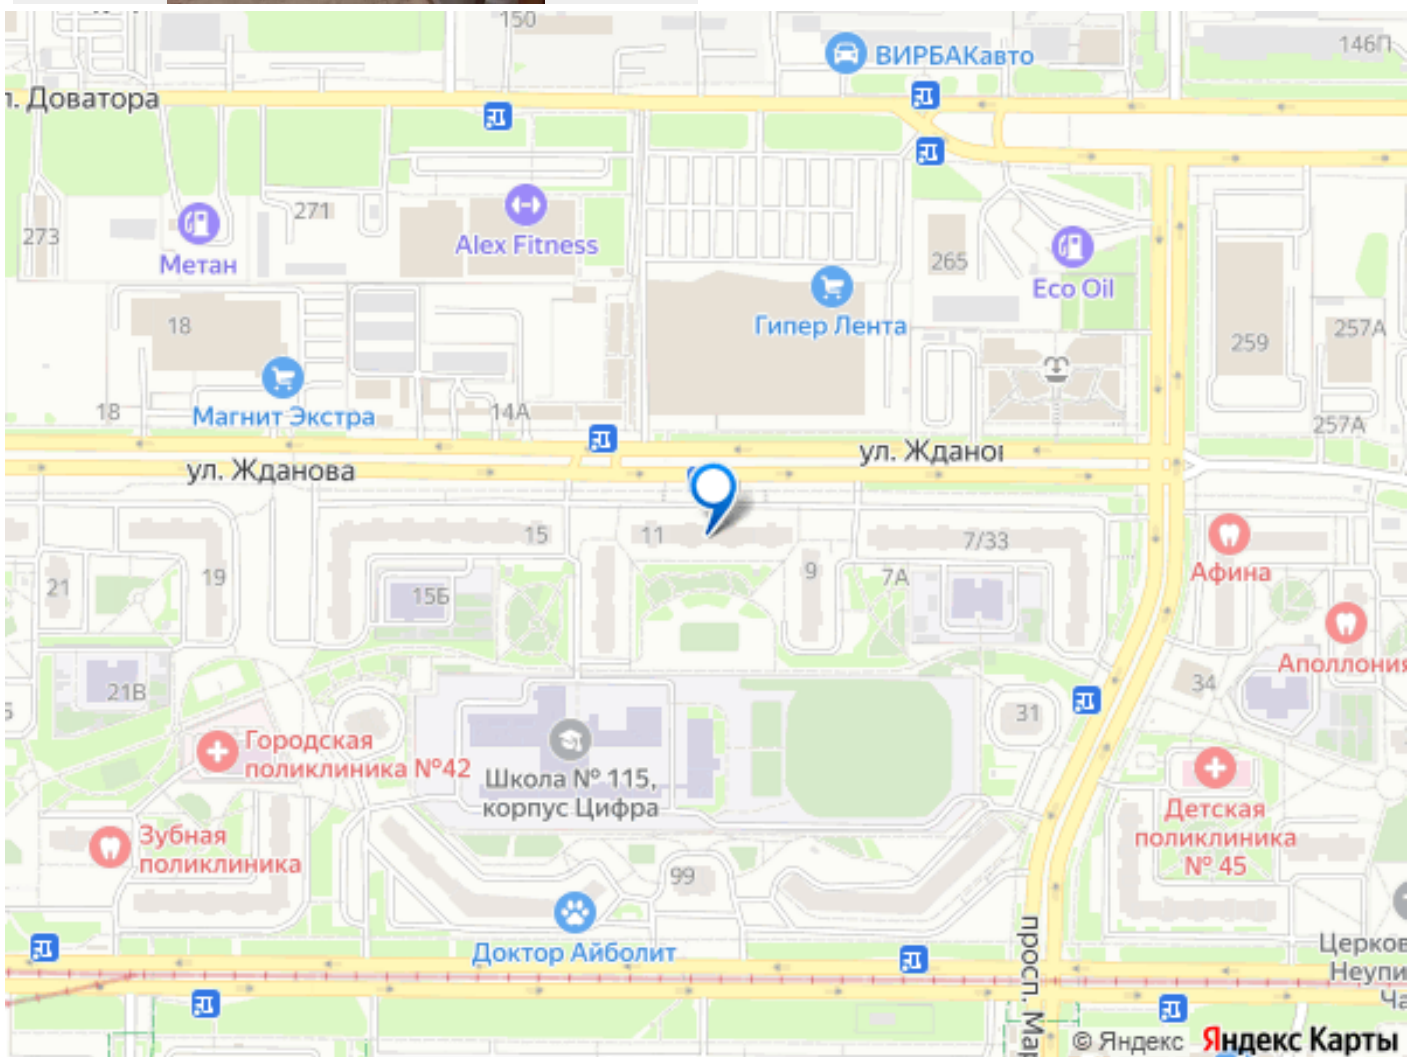 150
146П
ВИРБАКавто
л. Доватора
271
273
Метан
Alex Fitness
265
Eco Oil
Гипер Лента
18
259
257А
Магнит Экстра
18
14А
257А
ул. Жданова
ул. Ждано
15
11
7/33
9
7А
19
21
15Б
Афина
Аполлония
21В
34
31
Городская
поликлиника №42
Школа № 115,
корпус Цифра
Детская
поликлиника
№ 45
Зубная
поликлиника
99
Доктор Айболит
просп. Мар
Церков
Неупи
Ча
© Яндекс Яндекс Карты